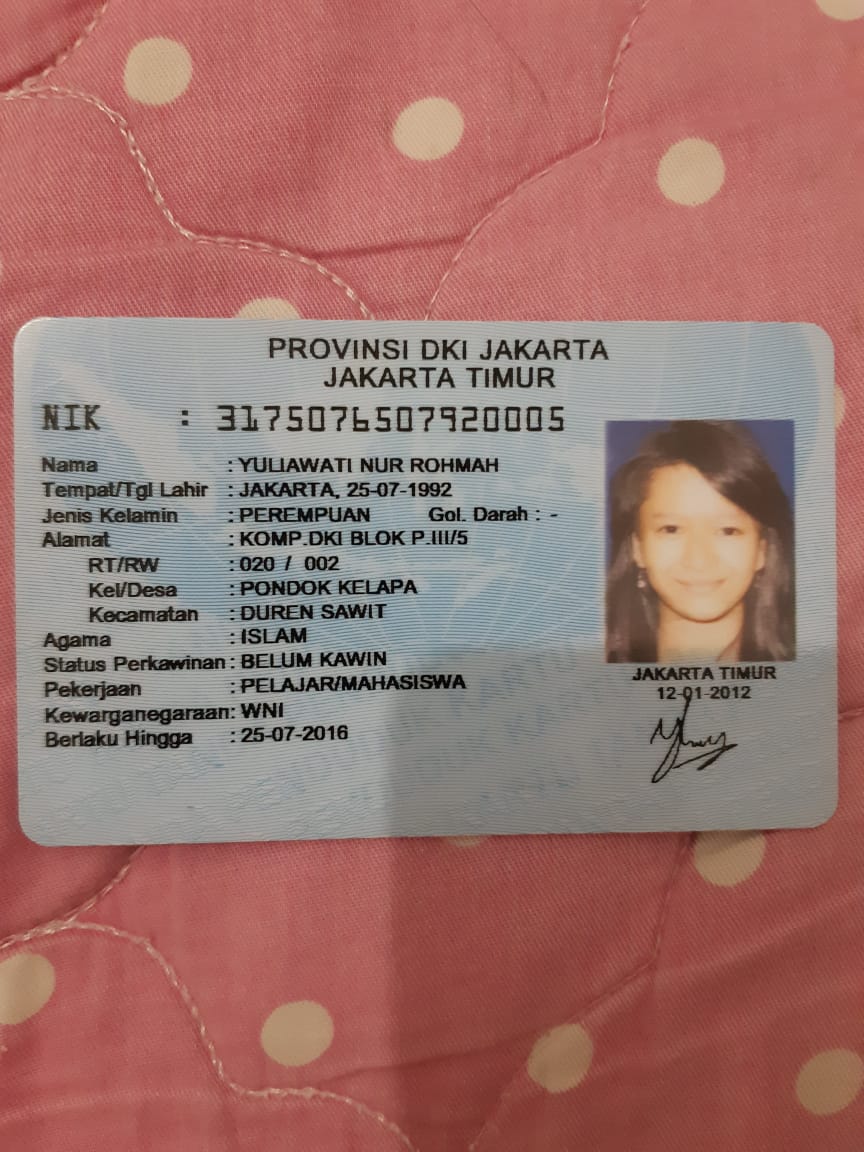 PROVINSI DKI JAKARTA
JAKARTA TIMUR
NIK : 3175076507920005
Nama : YULIAWATI NUR ROHMAH
Tempat/Tgl Lahir : JAKARTA, 25-07-1992
Jenis Kelamin : PEREMPUAN Gol. Darah : -
Alamat : KOMP.DKI BLOK P.III/5
RT/RW : 020 / 002
Kel/Desa : PONDOK KELAPA
Kecamatan : DUREN SAWIT
Agama : ISLAM
Status Perkawinan : BELUM KAWIN
Pekerjaan : PELAJAR/MAHASISWA
Kewarganegaraan : WNI
Berlaku Hingga : 25-07-2016
JAKARTA TIMUR
12-01-2012